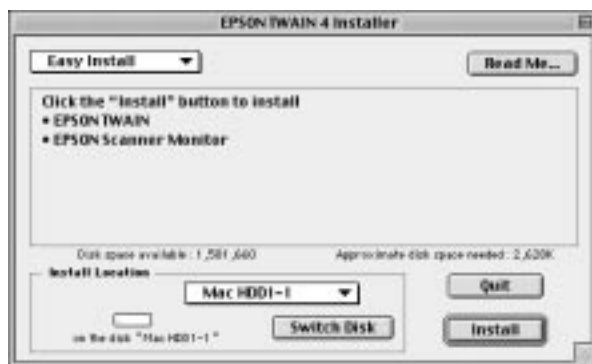 EPSON TWAIN 4 Installer
Easy Install
Read Me...
Click the "Install" button to install
• EPSON TWAIN
• EPSON Scanner Monitor
Disk space available : 1,581,660
Approximate disk space needed : 2,620K
Install Location
Mac HDD1-1
Quit
on the disk "Mac HDD1-1"
Switch Disk
Install